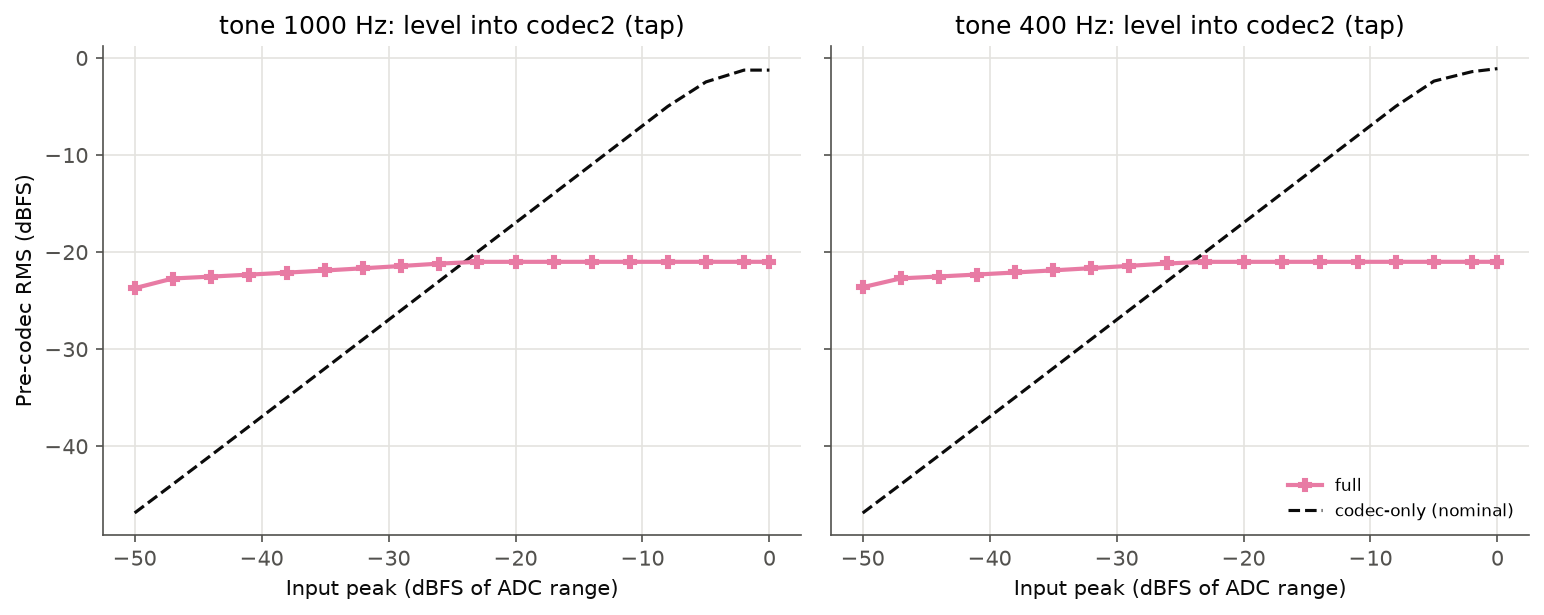 tone 1000 Hz: level into codec2 (tap)
tone 400 Hz: level into codec2 (tap)
Pre-codec RMS (dBFS)
0
−10
−20
−30
−40
−50
−40
−30
−20
−10
0
−50
−40
−30
−20
−10
0
full
codec-only (nominal)
Input peak (dBFS of ADC range)
Input peak (dBFS of ADC range)